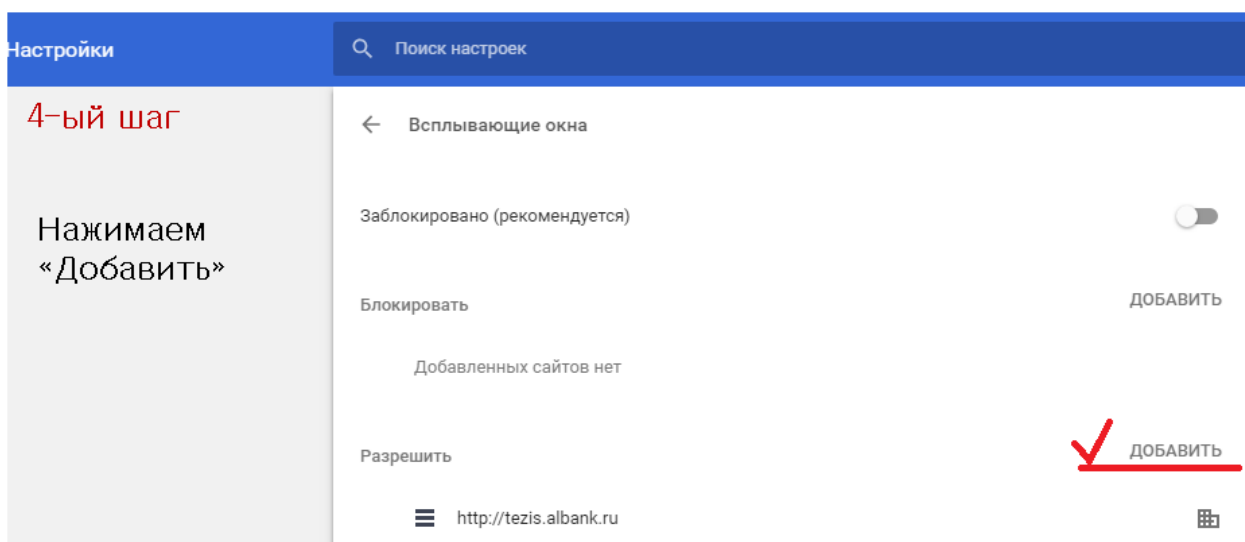 Настройки
Поиск настроек
4-ый шаг
Всплывающие окна
Нажимаем
«Добавить»
Заблокировано (рекомендуется)
Блокировать
ДОБАВИТЬ
Добавленных сайтов нет
Разрешить
ДОБАВИТЬ
http://tezis.albank.ru